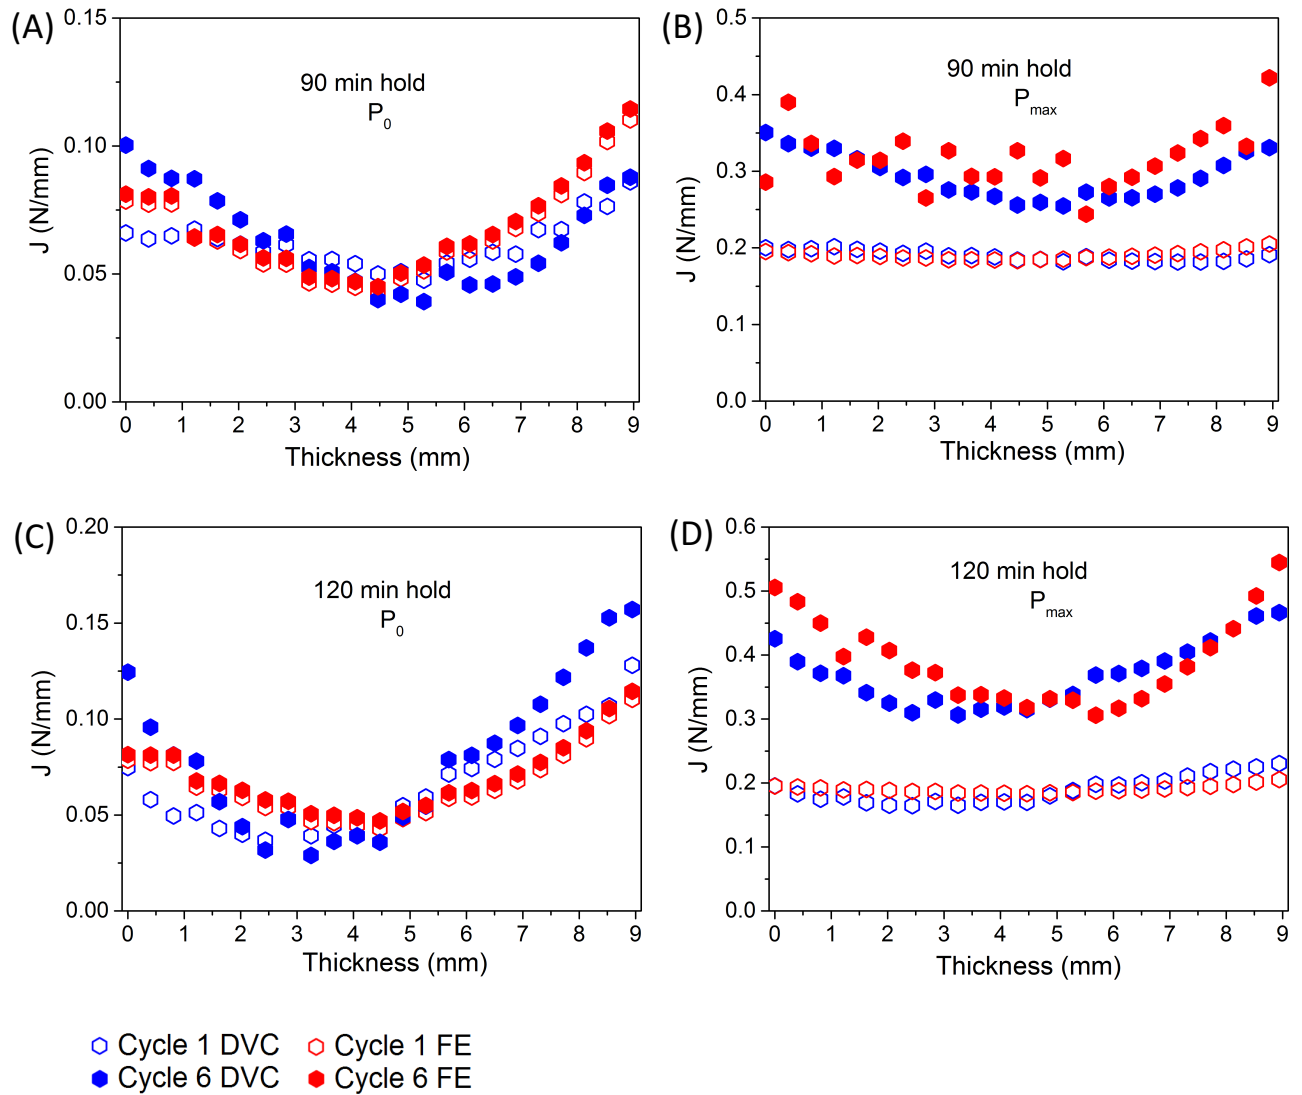 (A)
0.15
0.10
0.05
0.00
J (N/mm)
90 min hold
P0
0 1 2 3 4 5 6 7 8 9
Thickness (mm)
(B)
0.5
0.4
0.3
0.2
0.1
0.0
J (N/mm)
90 min hold
Pmax
0 1 2 3 4 5 6 7 8 9
Thickness (mm)
(C)
0.20
0.15
0.10
0.05
0.00
J (N/mm)
120 min hold
P0
0 1 2 3 4 5 6 7 8 9
Thickness (mm)
(D)
0.6
0.5
0.4
0.3
0.2
0.1
0.0
J (N/mm)
120 min hold
Pmax
0 1 2 3 4 5 6 7 8 9
Thickness (mm)
Cycle 1 DVC Cycle 1 FE
Cycle 6 DVC Cycle 6 FE